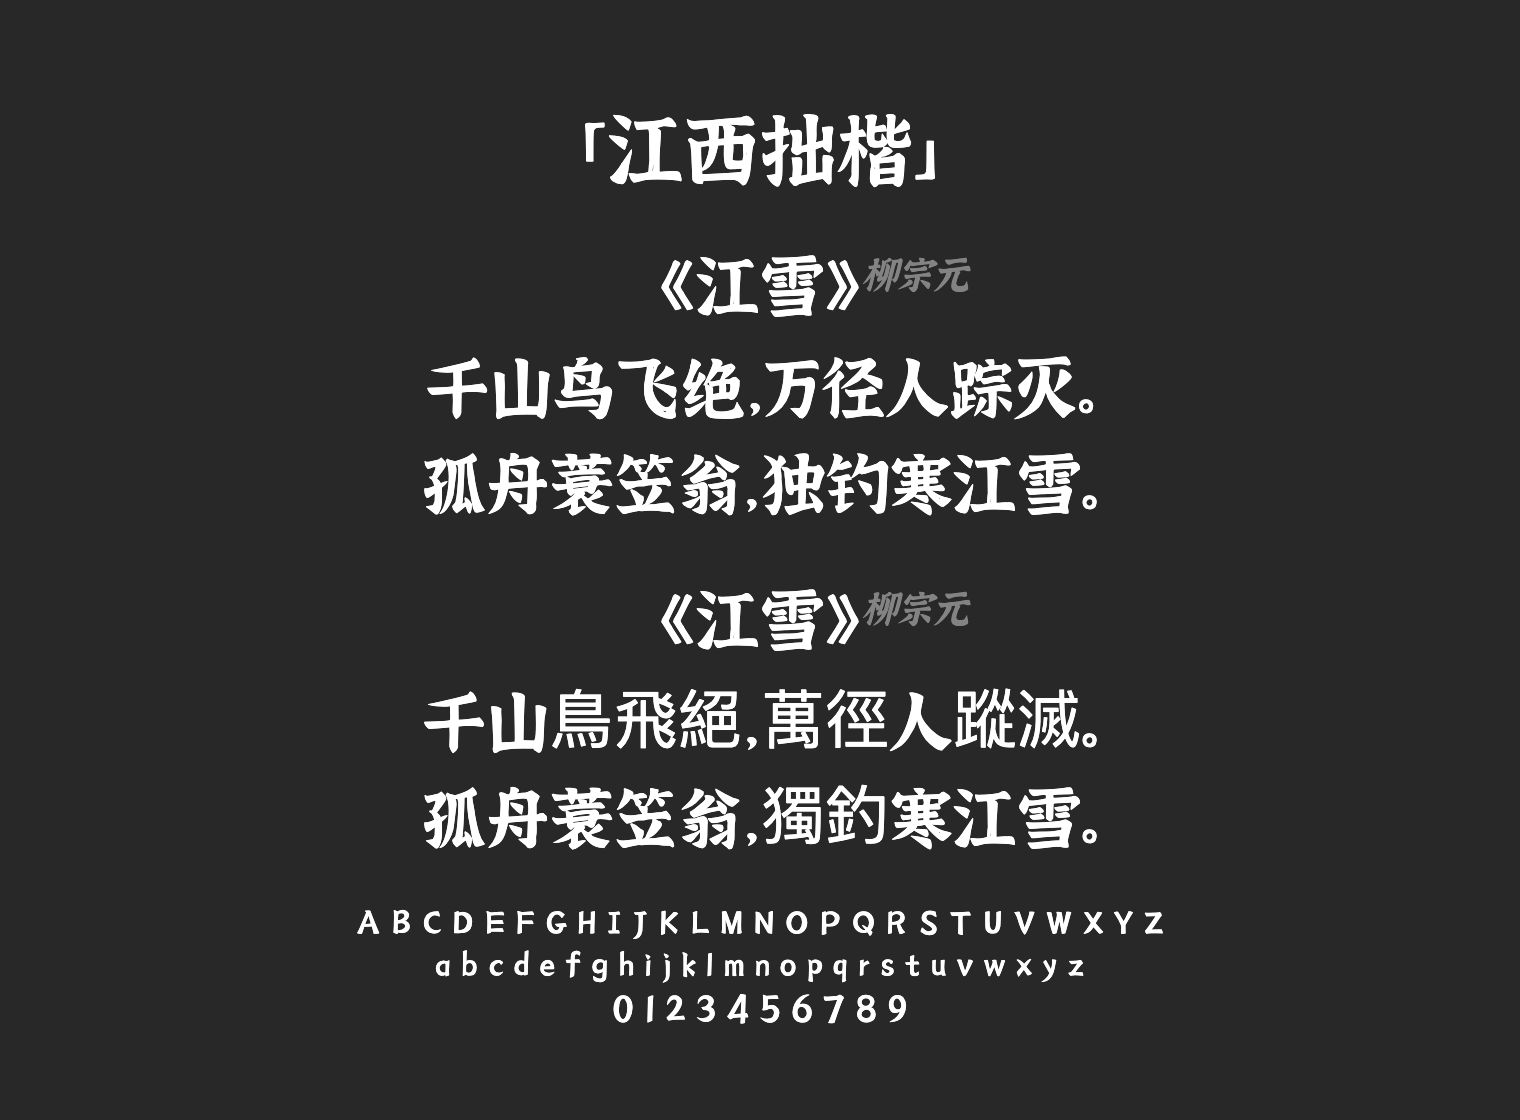 「江西拙楷」
《江雪》柳宗元
千山鸟飞绝,万径人踪灭。
孤舟蓑笠翁,独钓寒江雪。
《江雪》柳宗元
千山鳥飛絕,萬徑人蹤滅。
孤舟蓑笠翁,獨釣寒江雪。
A B C D E F G H I J K L M N O P Q R S T U V W X Y Z
a b c d e f g h i j k l m n o p q r s t u v w x y z
0 1 2 3 4 5 6 7 8 9